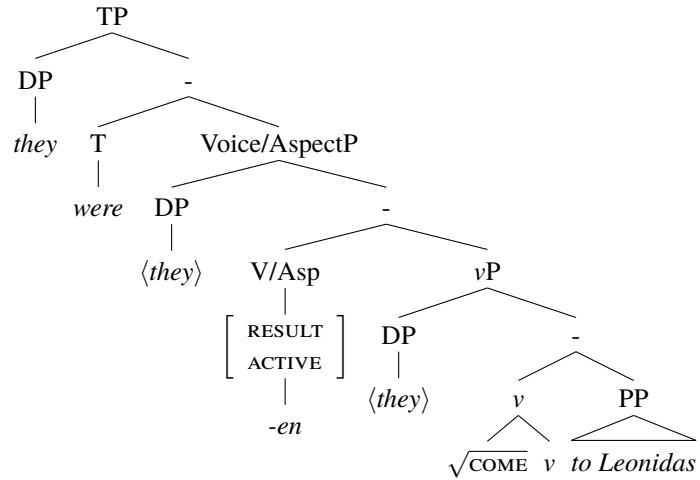 TP
DP -
they T Voice/AspectP
were DP -
⟨they⟩ V/Asp vP
RESULT
ACTIVE
DP -
-en
⟨they⟩ v PP
√COME v to Leonidas